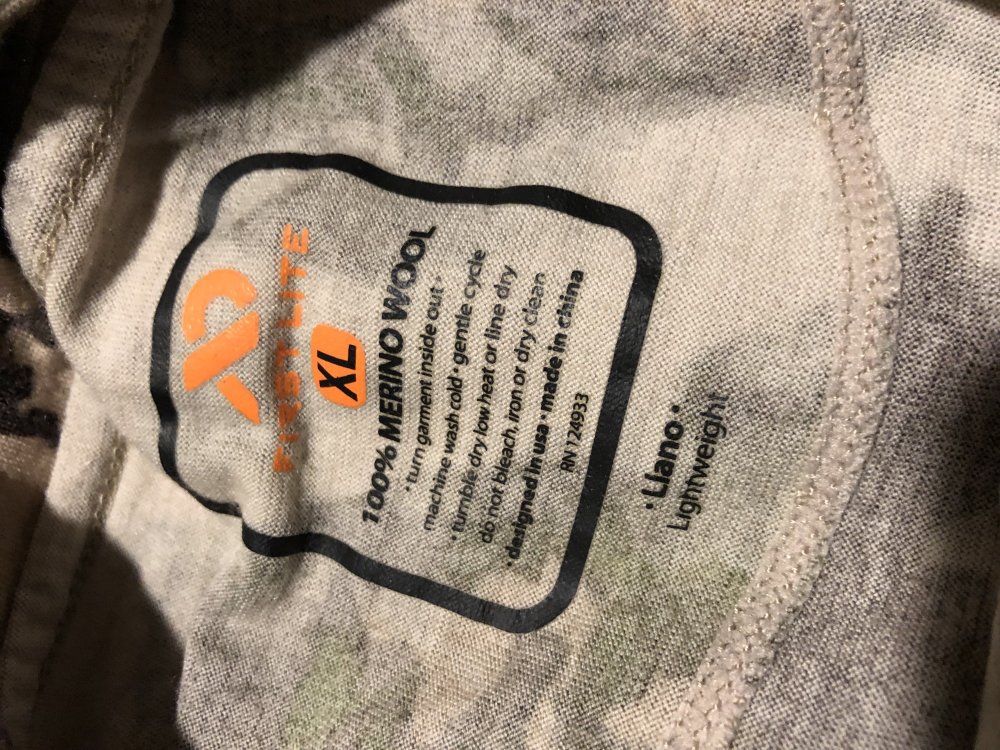 FIRST LITE
XL
100% MERINO WOOL
• turn garment inside out •
machine wash cold • gentle cycle
• tumble dry low heat or line dry
do not bleach, iron or dry clean
• designed in usa • made in china
RN 124933
• Llano •
Lightweight